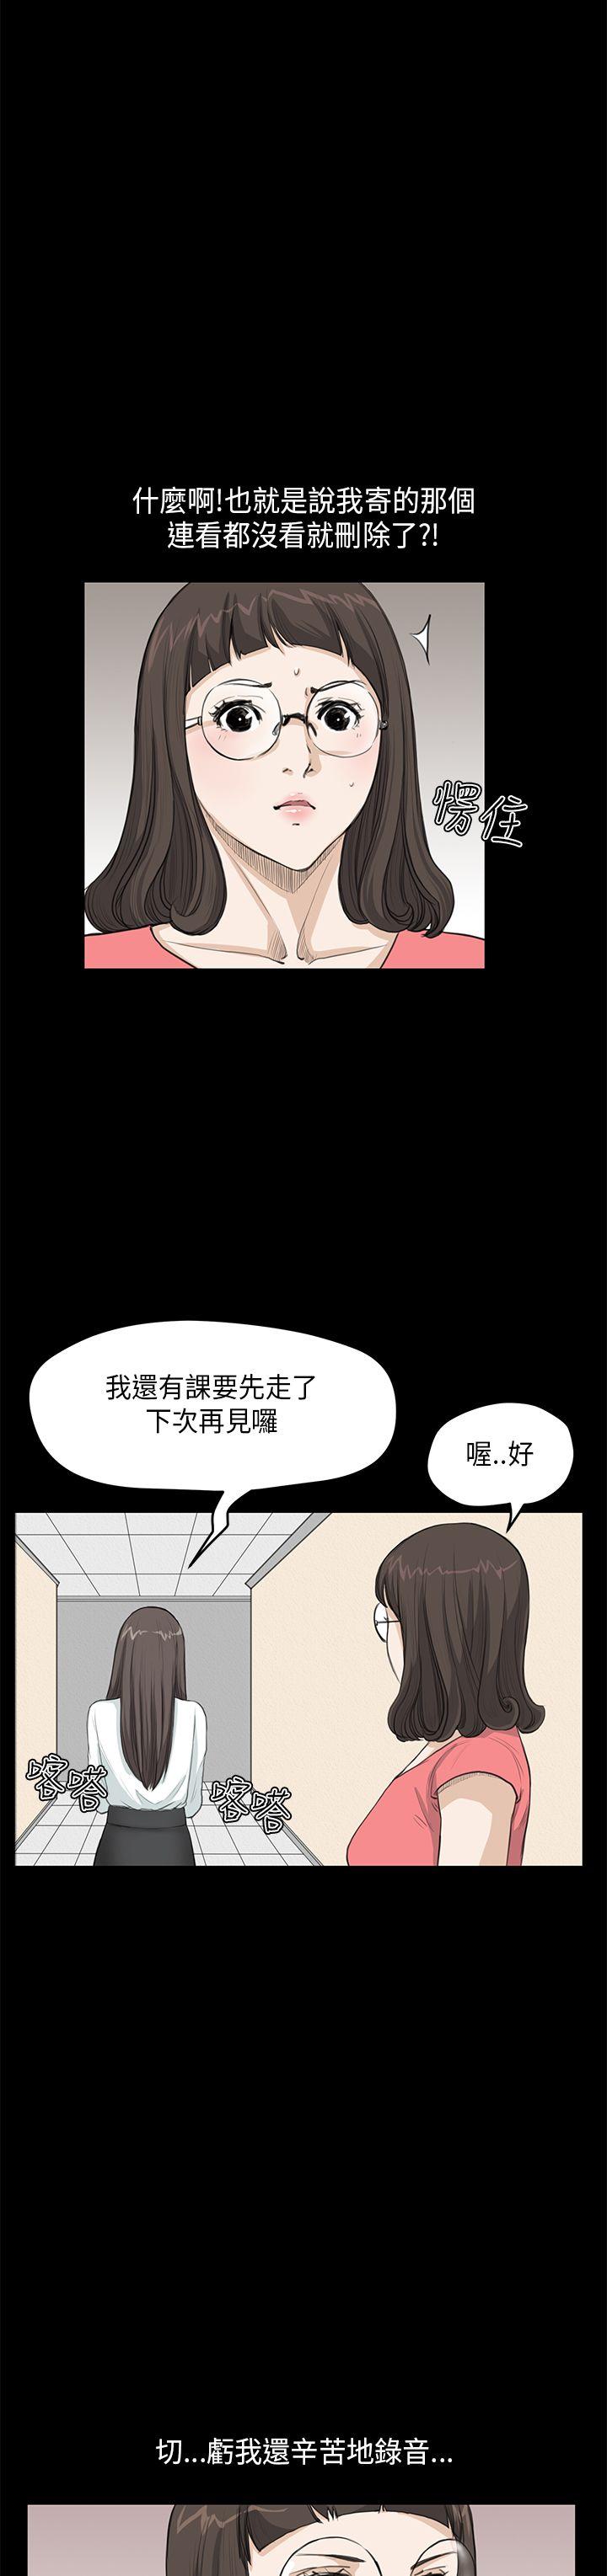 什麼啊!也就是說我寄的那個
連看都沒看就刪除了?!
愣住
我還有課要先走了
下次再見囉
喔..好
喀嗒
喀嗒
切...虧我還辛苦地錄音...